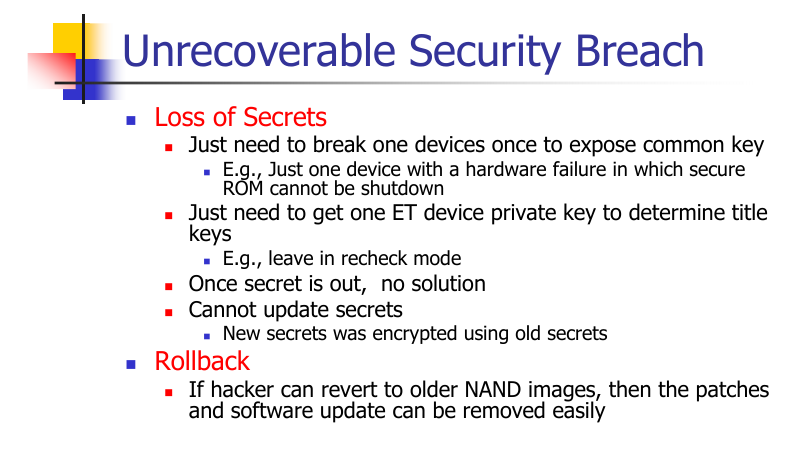 Unrecoverable Security Breach
Loss of Secrets
Just need to break one devices once to expose common key
E.g., Just one device with a hardware failure in which secure
ROM cannot be shutdown
Just need to get one ET device private key to determine title
keys
E.g., leave in recheck mode
Once secret is out,  no solution
Cannot update secrets
New secrets was encrypted using old secrets
Rollback
If hacker can revert to older NAND images, then the patches
and software update can be removed easily